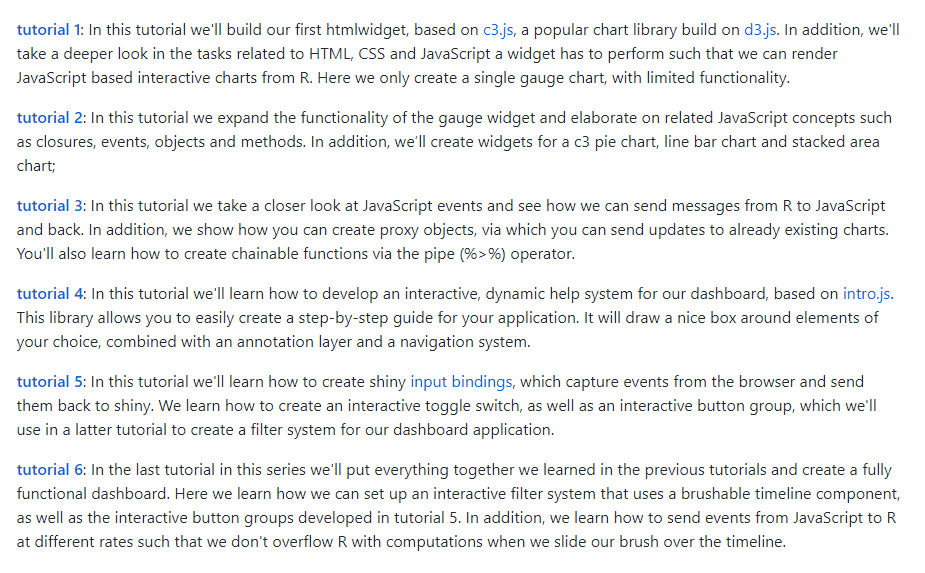 tutorial 1: In this tutorial we'll build our first htmlwidget, based on c3.js, a popular chart library build on d3.js. In addition, we'll
take a deeper look in the tasks related to HTML, CSS and JavaScript a widget has to perform such that we can render
JavaScript based interactive charts from R. Here we only create a single gauge chart, with limited functionality.
tutorial 2: In this tutorial we expand the functionality of the gauge widget and elaborate on related JavaScript concepts such
as closures, events, objects and methods. In addition, we'll create widgets for a c3 pie chart, line bar chart and stacked area
chart;
tutorial 3: In this tutorial we take a closer look at JavaScript events and see how we can send messages from R to JavaScript
and back. In addition, we show how you can create proxy objects, via which you can send updates to already existing charts.
You'll also learn how to create chainable functions via the pipe (%>%) operator.
tutorial 4: In this tutorial we'll learn how to develop an interactive, dynamic help system for our dashboard, based on intro.js.
This library allows you to easily create a step-by-step guide for your application. It will draw a nice box around elements of
your choice, combined with an annotation layer and a navigation system.
tutorial 5: In this tutorial we'll learn how to create shiny input bindings, which capture events from the browser and send
them back to shiny. We learn how to create an interactive toggle switch, as well as an interactive button group, which we'll
use in a latter tutorial to create a filter system for our dashboard application.
tutorial 6: In the last tutorial in this series we'll put everything together we learned in the previous tutorials and create a fully
functional dashboard. Here we learn how we can set up an interactive filter system that uses a brushable timeline component,
as well as the interactive button groups developed in tutorial 5. In addition, we learn how to send events from JavaScript to R
at different rates such that we don't overflow R with computations when we slide our brush over the timeline.